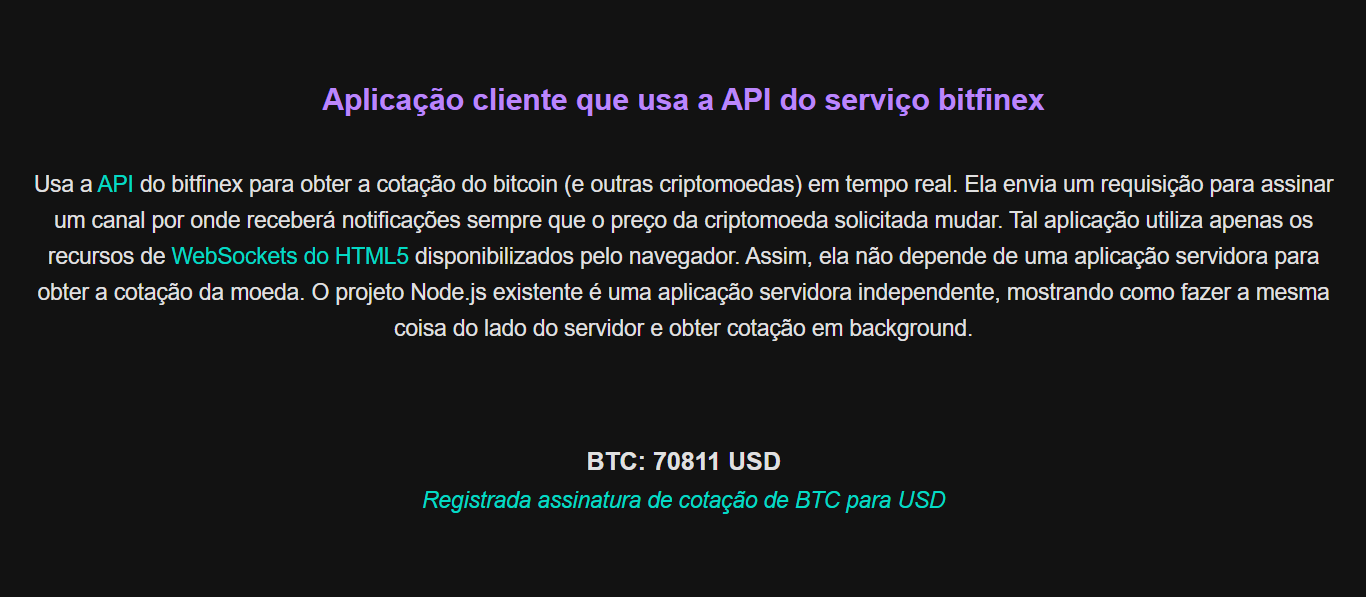 Aplicação cliente que usa a API do serviço bitfinex
Usa a API do bitfinex para obter a cotação do bitcoin (e outras criptomoedas) em tempo real. Ela envia um requisição para assinar
um canal por onde receberá notificações sempre que o preço da criptomoeda solicitada mudar. Tal aplicação utiliza apenas os
recursos de WebSockets do HTML5 disponibilizados pelo navegador. Assim, ela não depende de uma aplicação servidora para
obter a cotação da moeda. O projeto Node.js existente é uma aplicação servidora independente, mostrando como fazer a mesma
coisa do lado do servidor e obter cotação em background.
BTC: 70811 USD
Registrada assinatura de cotação de BTC para USD